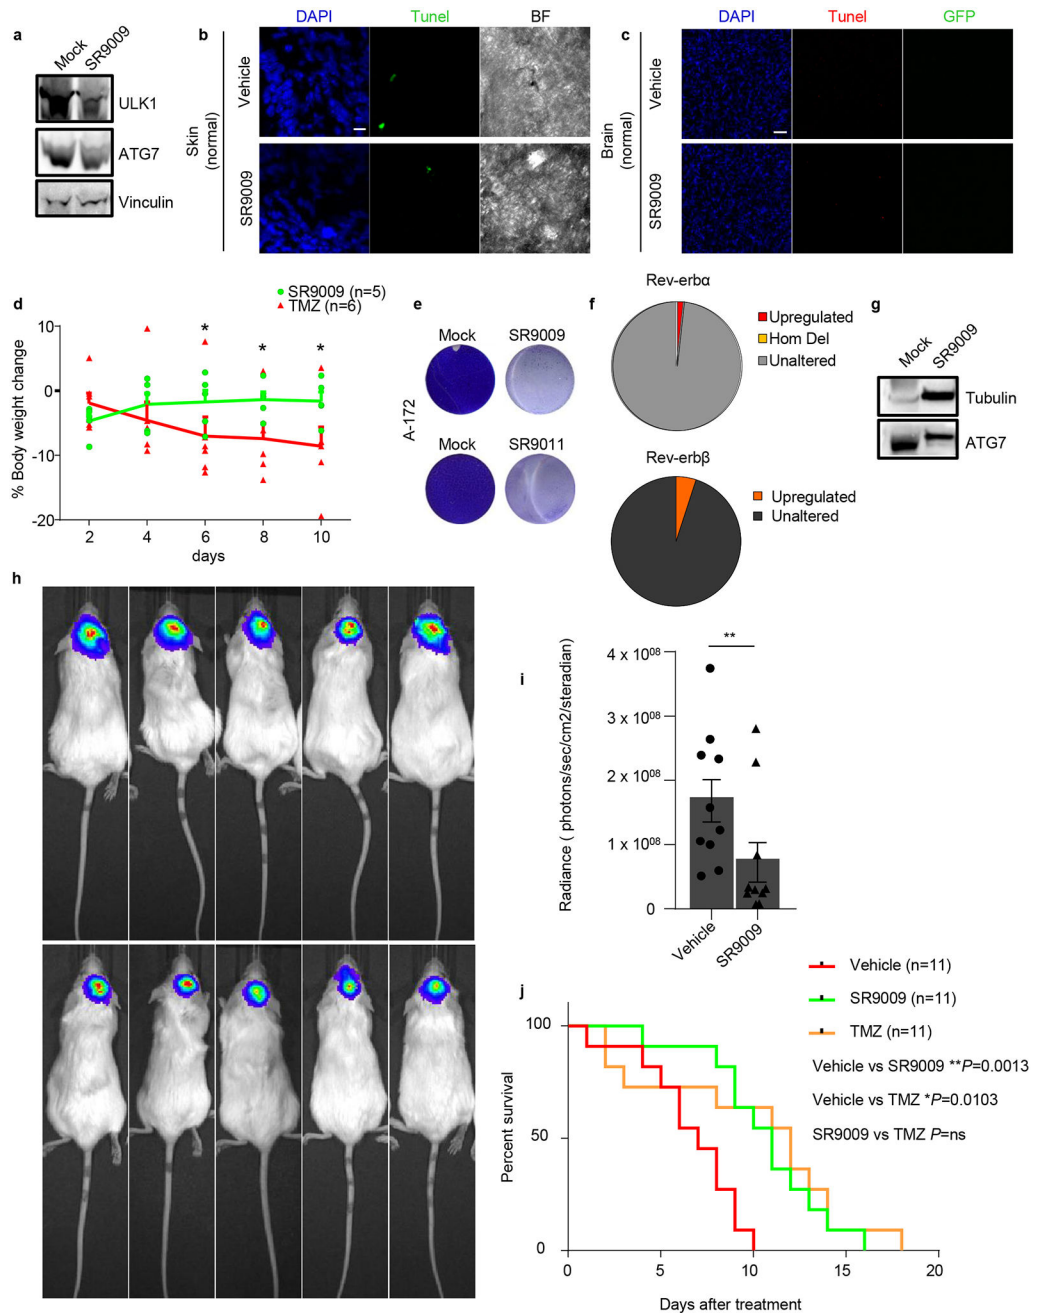 a
Mock
SR9009
ULK1
ATG7
Vinculin
b
DAPI
Tunel
BF
Skin
(normal)
Vehicle
SR9009
c
DAPI
Tunel
GFP
Brain
(normal)
Vehicle
SR9009
d
SR9009 (n=5)
TMZ (n=6)
% Body weight change
10
0
-10
-20
*
*
*
2 4 6 8 10
days
e
Mock
SR9009
A-172
Mock
SR9011
f
Rev-erbα
Upregulated
Hom Del
Unaltered
Rev-erbβ
Upregulated
Unaltered
g
Mock
SR9009
Tubulin
ATG7
h
i
Radiance ( photons/sec/cm2/steradian)
4 x 10⁰⁸
3 x 10⁰⁸
2 x 10⁰⁸
1 x 10⁰⁸
0
**
Vehicle
SR9009
j
Vehicle (n=11)
SR9009 (n=11)
TMZ (n=11)
Vehicle vs SR9009 **P=0.0013
Vehicle vs TMZ *P=0.0103
SR9009 vs TMZ P=ns
Percent survival
100
50
0
0 5 10 15 20
Days after treatment